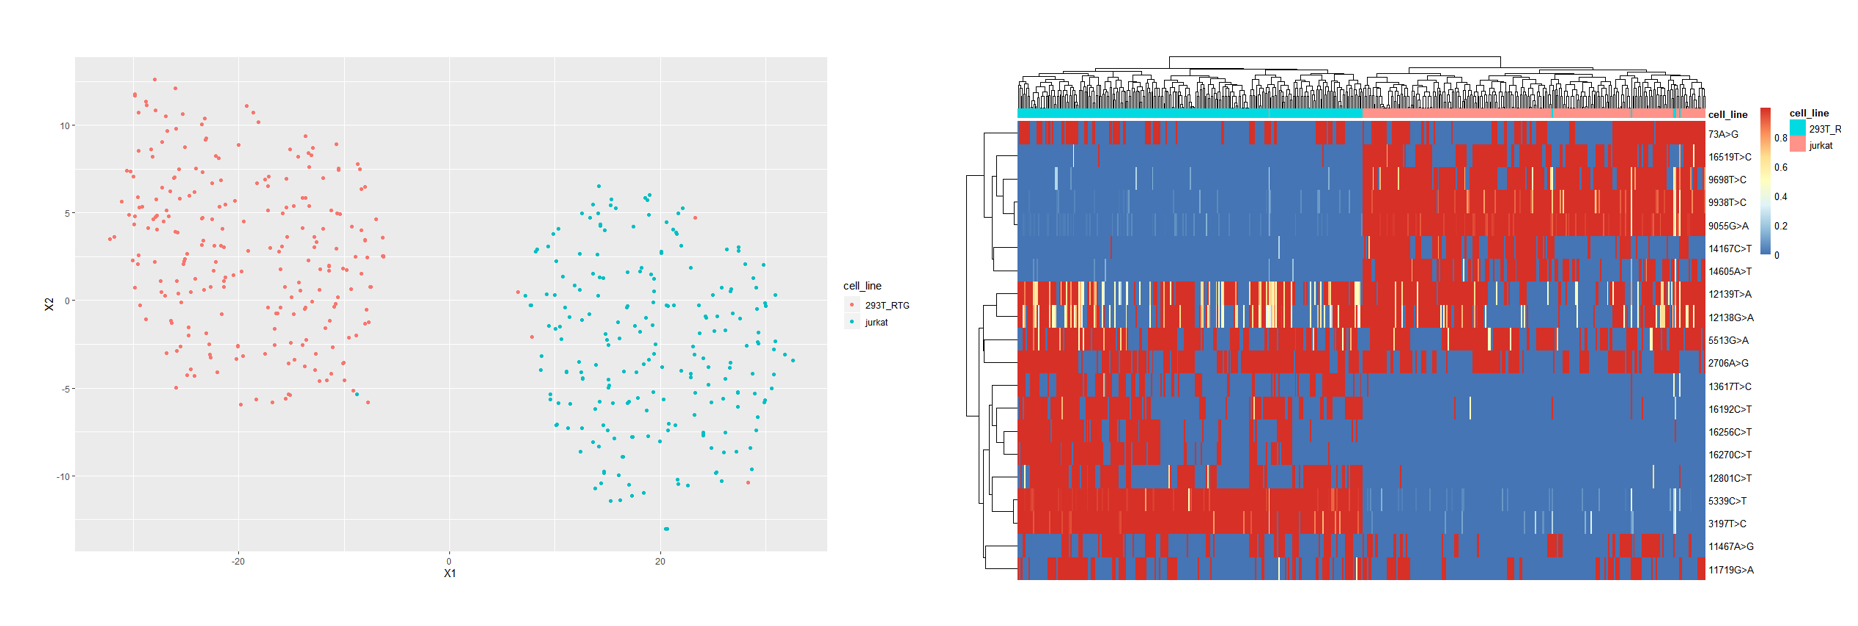 10
5
0
-5
-10
X2
-20
0
20
X1
cell_line
293T_RTG
jurkat
cell_line
73A>G
16519T>C
9698T>C
9938T>C
9055G>A
14167C>T
14605A>T
12139T>A
12138G>A
5513G>A
2706A>G
13617T>C
16192C>T
16256C>T
16270C>T
12801C>T
5339C>T
3197T>C
11467A>G
11719G>A
0.8
0.6
0.4
0.2
0
cell_line
293T_R
jurkat